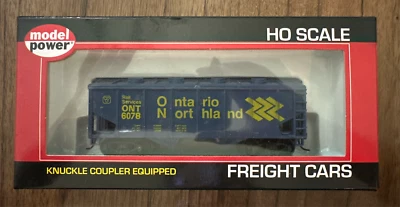 model
power
HO SCALE
Rail
Services
ONT
6078
Ontario
Northland
KNUCKLE COUPLER EQUIPPED
FREIGHT CARS